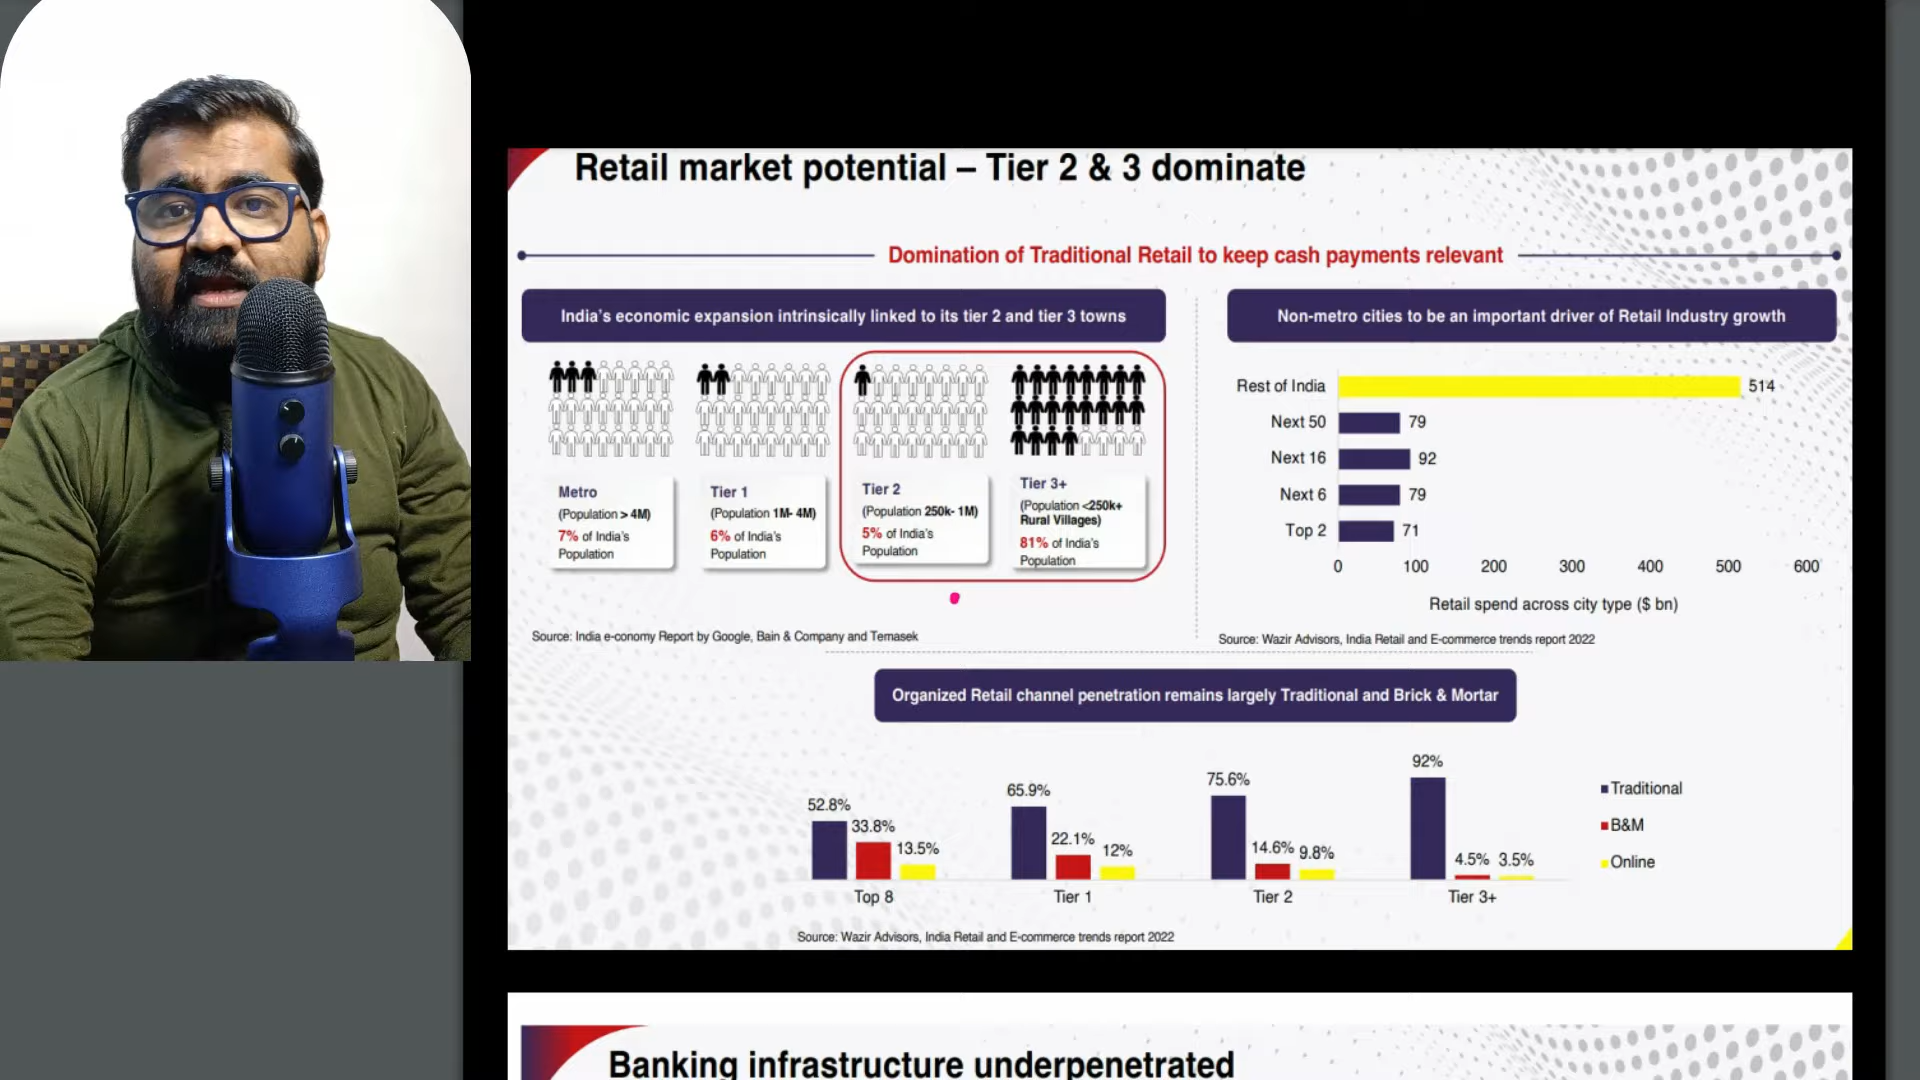 Retail market potential – Tier 2 & 3 dominate
Domination of Traditional Retail to keep cash payments relevant
India's economic expansion intrinsically linked to its tier 2 and tier 3 towns
Metro
(Population > 4M)
7% of India's
Population
Tier 1
(Population 1M- 4M)
6% of India's
Population
Tier 2
(Population 250k- 1M)
5% of India's
Population
Tier 3+
(Population <250k+
Rural Villages)
81% of India's
Population
Source: India e-conomy Report by Google, Bain & Company and Temasek
Non-metro cities to be an important driver of Retail Industry growth
Rest of India 514
Next 50 79
Next 16 92
Next 6 79
Top 2 71
0 100 200 300 400 500 600
Retail spend across city type ($ bn)
Source: Wazir Advisors, India Retail and E-commerce trends report 2022
Organized Retail channel penetration remains largely Traditional and Brick & Mortar
52.8% 33.8% 13.5%
65.9% 22.1% 12%
75.6% 14.6% 9.8%
92% 4.5% 3.5%
Top 8 Tier 1 Tier 2 Tier 3+
Traditional
B&M
Online
Source: Wazir Advisors, India Retail and E-commerce trends report 2022
Banking infrastructure underpenetrated